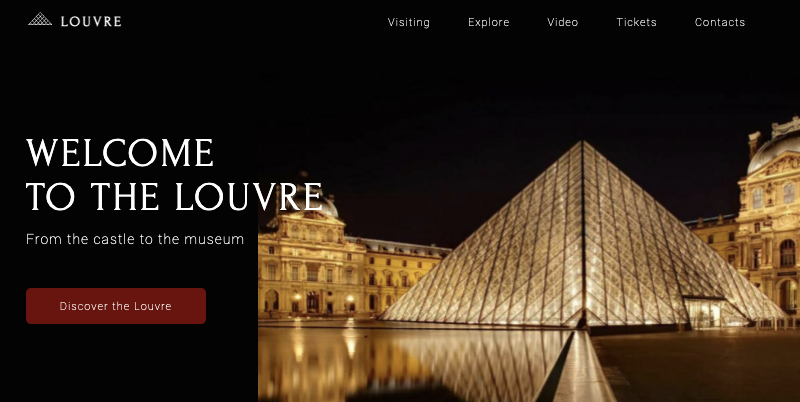 LOUVRE
Visiting
Explore
Video
Tickets
Contacts
WELCOME
TO THE LOUVRE
From the castle to the museum
Discover the Louvre